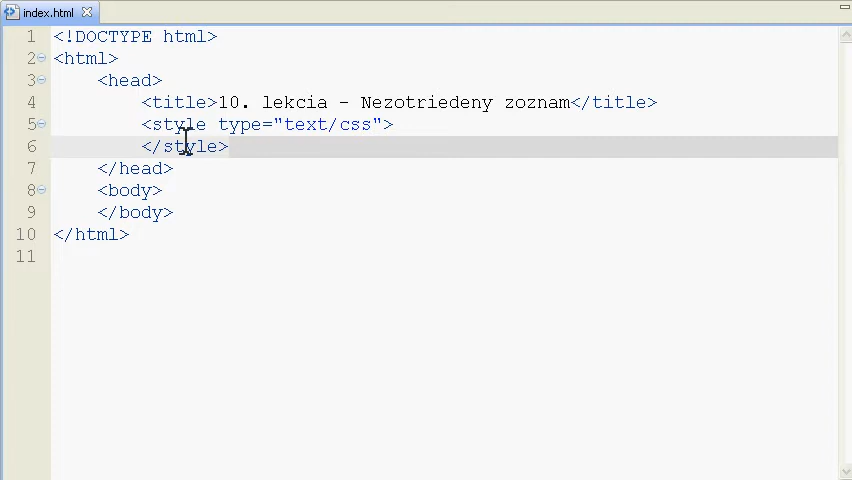 index.html
1 <!DOCTYPE html>
2 <html>
3 <head>
4 <title>10. lekcia - Nezotriedeny zoznam</title>
5 <style type="text/css">
6 </style>
7 </head>
8 <body>
9 </body>
10 </html>
11